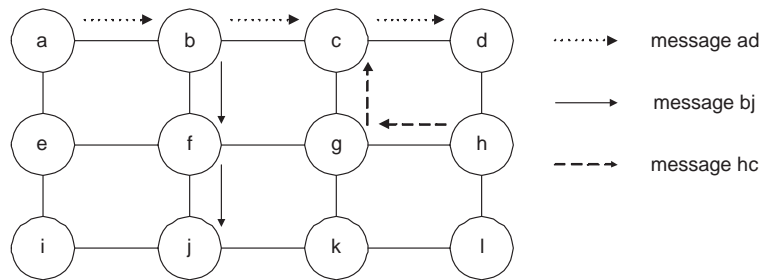 a b c d
message ad
message bj
e f g h
message hc
i j k l